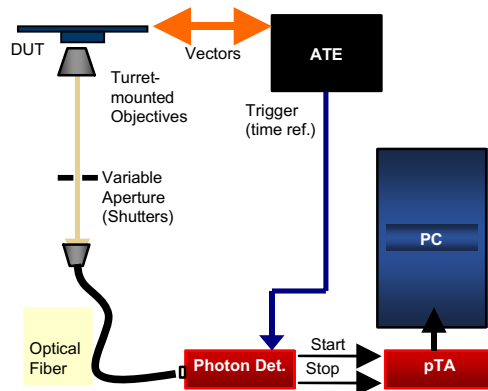 DUT
Vectors
ATE
Turret-
mounted
Objectives
Trigger
(time ref.)
Variable
Aperture
(Shutters)
PC
Optical
Fiber
Photon Det.
Start
Stop
pTA